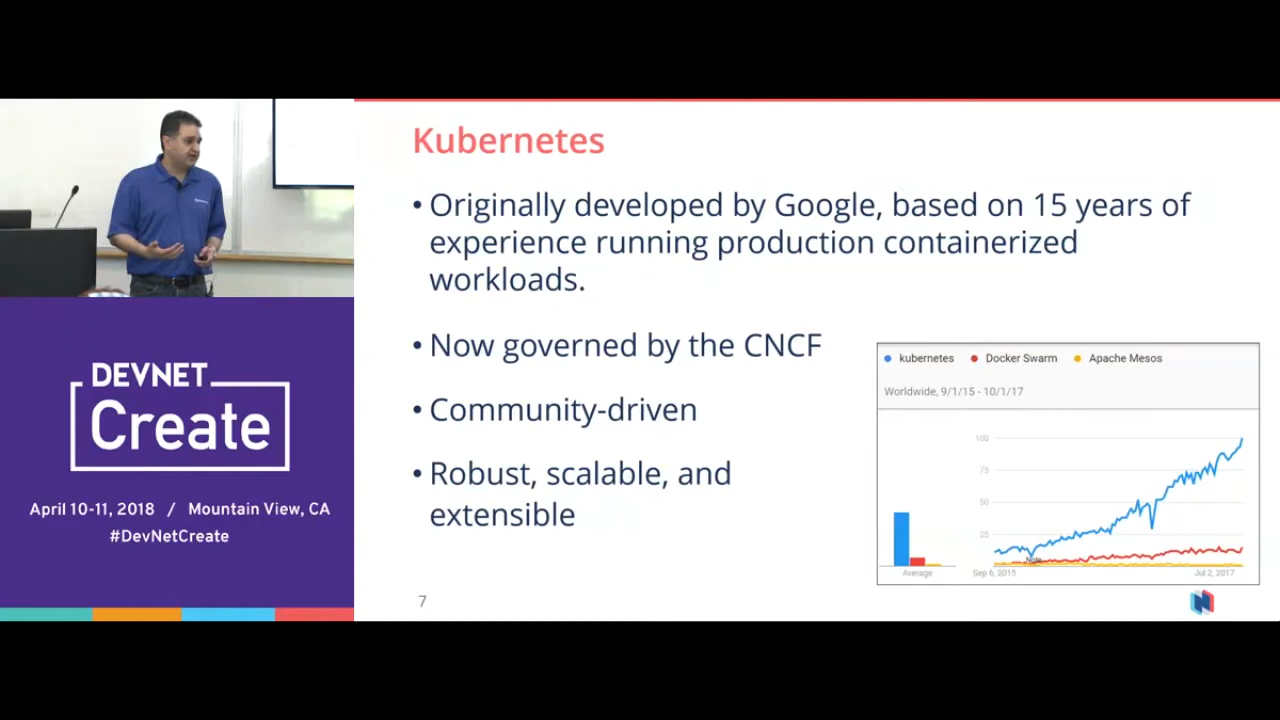 Kubernetes
• Originally developed by Google, based on 15 years of
experience running production containerized
workloads.
• Now governed by the CNCF
• Community-driven
• Robust, scalable, and
extensible
kubernetes Docker Swarm Apache Mesos
Worldwide, 9/1/15 - 10/1/17
100
75
50
25
Note
Average
Sep 6, 2015 Jul 2, 2017
7
DEVNET
Create
April 10-11, 2018 / Mountain View, CA
#DevNetCreate